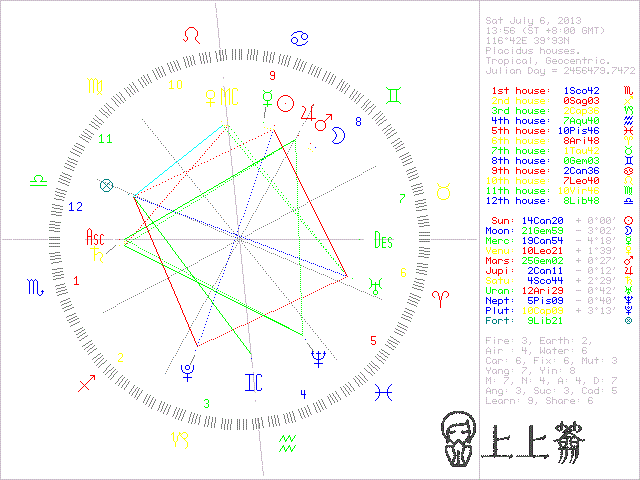 Sat July 6, 2013
13:56 (ST +8:00 GMT)
116°42E 39°93N
Placidus houses.
Tropical, Geocentric.
Julian Day = 2456479.7472
1st house: 1Sco42
2nd house: 0Sag03
3rd house: 2Cap38
4th house: 7Aqu40
5th house: 10Pis46
6th house: 8Ari48
7th house: 1Tau42
8th house: 0Gem03
9th house: 2Can36
10th house: 7Leo40
11th house: 10Vir46
12th house: 8Lib48
Sun: 14Can20 + 0°00'
Moon: 21Gem59 - 3°02'
Merc: 19Can54 - 4°18'
Venu: 10Leo21 + 1°39'
Mars: 25Gem02 + 0°27'
Jupi: 2Can11 - 0°12'
Satu: 4Sco44 + 2°29'
Uran: 12Ari29 - 0°42'
Nept: 5Pis09 - 0°40'
Plut: 10Cap03 + 3°13'
Fort: 9Lib21
Fire: 3, Earth: 2,
Air : 4, Water: 6
Car: 6, Fix: 6, Mut: 3
Yang: 7, Yin: 8
M: 7, N: 4, A: 4, D: 7
Ang: 3, Suc: 3, Cad: 5
Learn: 9, Share: 6
9
10
MC
8
11
12
7
Asc
Des
6
1
5
2
IC
4
3
上上籤